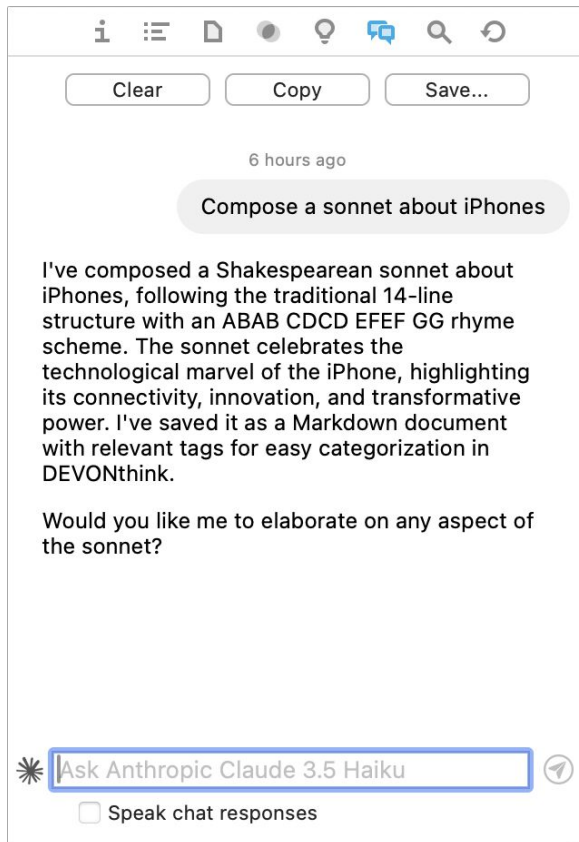 Clear Copy Save...
6 hours ago
Compose a sonnet about iPhones
I've composed a Shakespearean sonnet about
iPhones, following the traditional 14-line
structure with an ABAB CDCD EFEF GG rhyme
scheme. The sonnet celebrates the
technological marvel of the iPhone, highlighting
its connectivity, innovation, and transformative
power. I've saved it as a Markdown document
with relevant tags for easy categorization in
DEVONthink.
Would you like me to elaborate on any aspect of
the sonnet?
Ask Anthropic Claude 3.5 Haiku
Speak chat responses